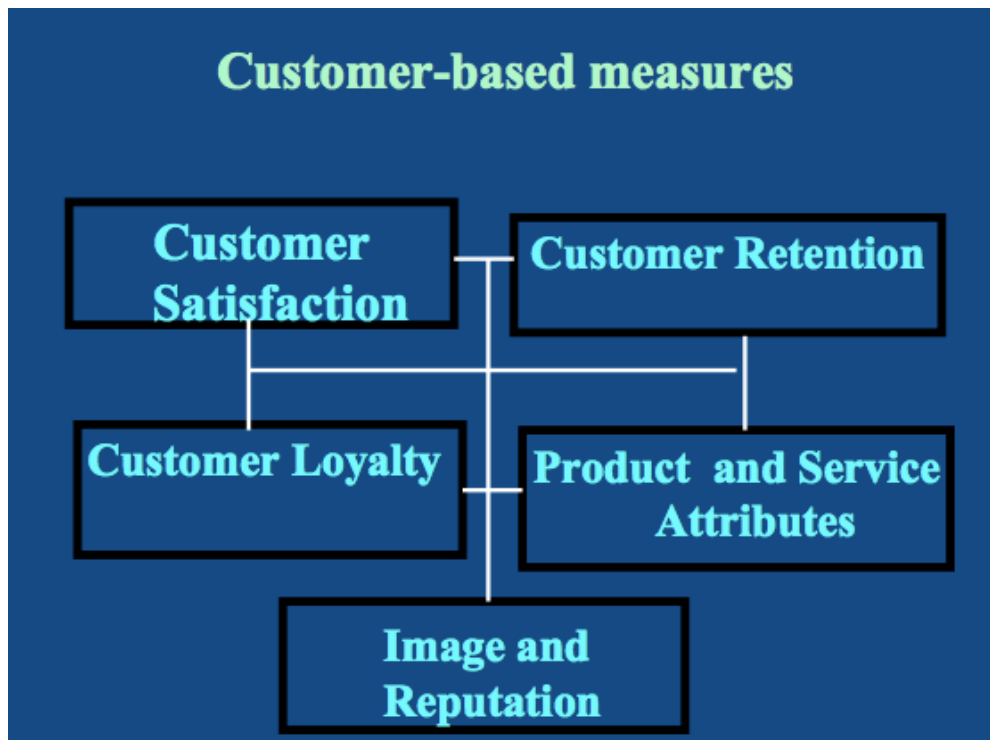 Customer-based measures
Customer
Satisfaction
Customer Retention
Customer Loyalty
Product and Service
Attributes
Image and
Reputation